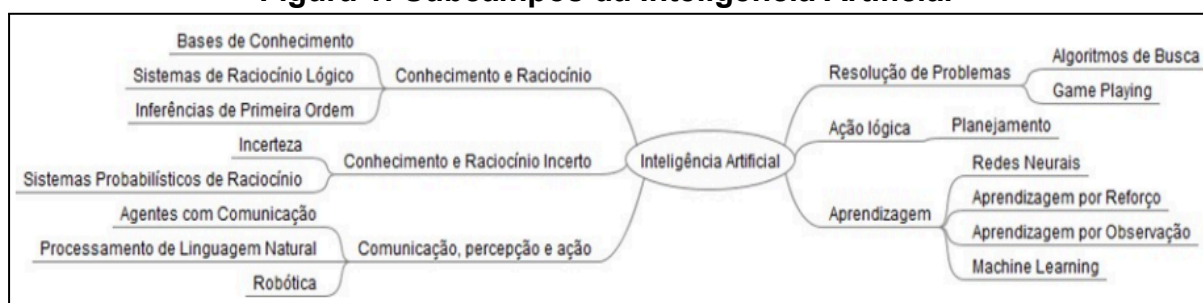 Figura 1: Subcampos da Inteligência Artificial
Bases de Conhecimento
Sistemas de Raciocínio Lógico
Inferências de Primeira Ordem
Conhecimento e Raciocínio
Incerteza
Sistemas Probabilísticos de Raciocínio
Conhecimento e Raciocínio Incerto
Agentes com Comunicação
Processamento de Linguagem Natural
Robótica
Comunicação, percepção e ação
Inteligência Artificial
Resolução de Problemas
Algoritmos de Busca
Game Playing
Ação lógica
Planejamento
Aprendizagem
Redes Neurais
Aprendizagem por Reforço
Aprendizagem por Observação
Machine Learning